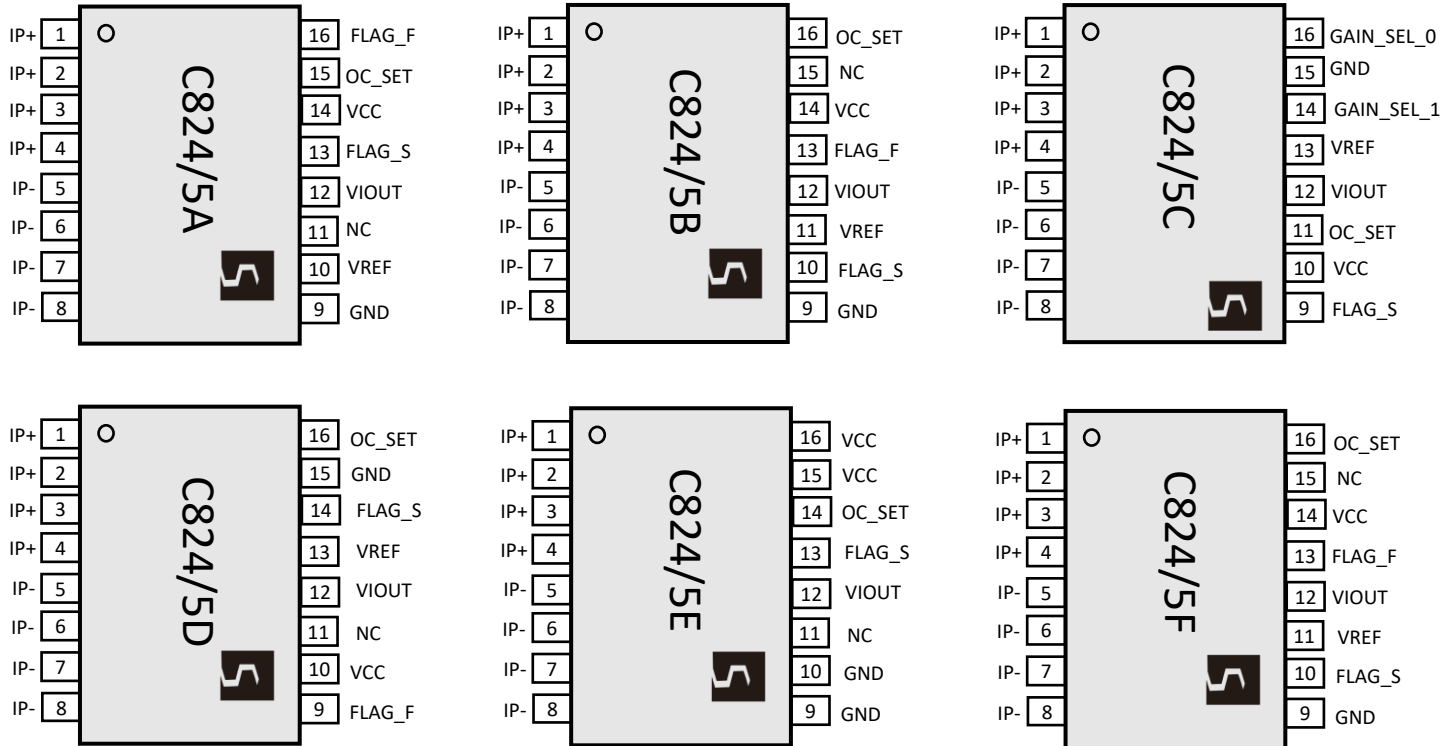 IP+ 1 16 FLAG_F
IP+ 2 15 OC_SET
IP+ 3 14 VCC
IP+ 4 13 FLAG_S
IP- 5 12 VIOUT
IP- 6 11 NC
IP- 7 10 VREF
IP- 8 9 GND
C824/5A
IP+ 1 16 OC_SET
IP+ 2 15 NC
IP+ 3 14 VCC
IP+ 4 13 FLAG_F
IP- 5 12 VIOUT
IP- 6 11 VREF
IP- 7 10 FLAG_S
IP- 8 9 GND
C824/5B
IP+ 1 16 GAIN_SEL_0
IP+ 2 15 GND
IP+ 3 14 GAIN_SEL_1
IP+ 4 13 VREF
IP- 5 12 VIOUT
IP- 6 11 OC_SET
IP- 7 10 VCC
IP- 8 9 FLAG_S
C824/5C
IP+ 1 16 OC_SET
IP+ 2 15 GND
IP+ 3 14 FLAG_S
IP+ 4 13 VREF
IP- 5 12 VIOUT
IP- 6 11 NC
IP- 7 10 VCC
IP- 8 9 FLAG_F
C824/5D
IP+ 1 16 VCC
IP+ 2 15 VCC
IP+ 3 14 OC_SET
IP+ 4 13 FLAG_S
IP- 5 12 VIOUT
IP- 6 11 NC
IP- 7 10 GND
IP- 8 9 GND
C824/5E
IP+ 1 16 OC_SET
IP+ 2 15 NC
IP+ 3 14 VCC
IP+ 4 13 FLAG_F
IP- 5 12 VIOUT
IP- 6 11 VREF
IP- 7 10 FLAG_S
IP- 8 9 GND
C824/5F